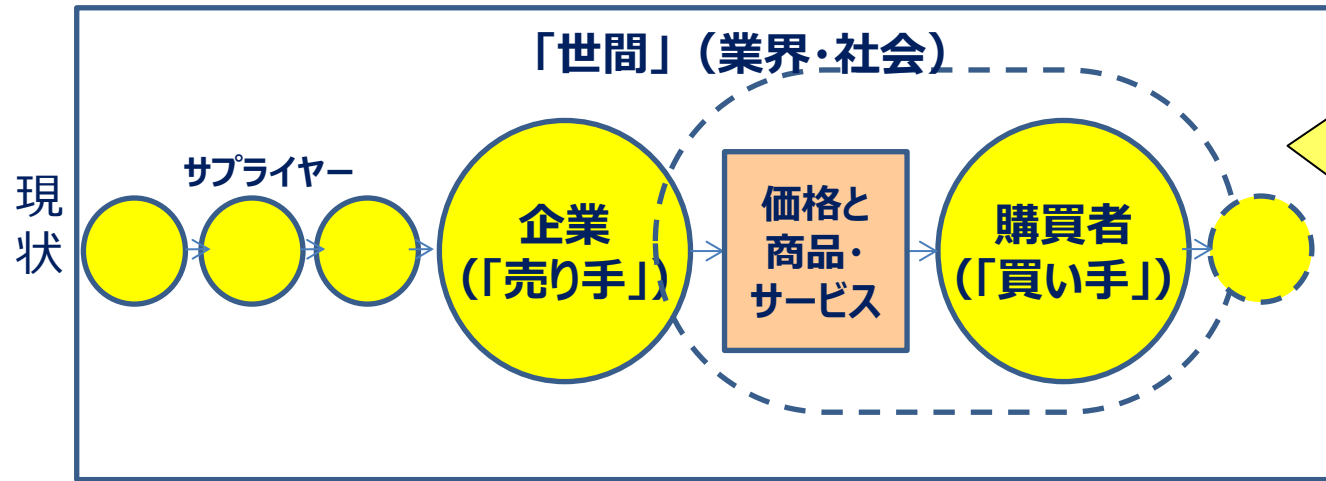 「世間」（業界・社会）
現
状
サプライヤー
企業
（「売り手」）
価格と
商品・
サービス
購買者
（「買い手」）